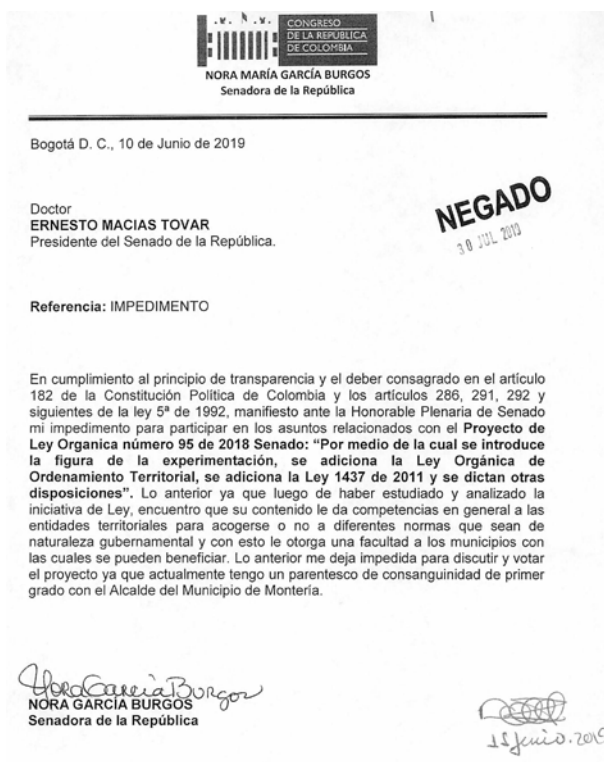 CONGRESO
DE LA REPÚBLICA
DE COLOMBIA
NORA MARÍA GARCÍA BURGOS
Senadora de la República
Bogotá D. C., 10 de Junio de 2019
NEGADO
30 JUL 2019
Doctor
ERNESTO MACIAS TOVAR
Presidente del Senado de la República.
Referencia: IMPEDIMENTO
En cumplimiento al principio de transparencia y el deber consagrado en el artículo
182 de la Constitución Política de Colombia y los artículos 286, 291, 292 y
siguientes de la ley 5ª de 1992, manifiesto ante la Honorable Plenaria de Senado
mi impedimento para participar en los asuntos relacionados con el Proyecto de
Ley Organica número 95 de 2018 Senado: “Por medio de la cual se introduce
la figura de la experimentación, se adiciona la Ley Orgánica de
Ordenamiento Territorial, se adiciona la Ley 1437 de 2011 y se dictan otras
disposiciones”. Lo anterior ya que luego de haber estudiado y analizado la
iniciativa de Ley, encuentro que su contenido le da competencias en general a las
entidades territoriales para acogerse o no a diferentes normas que sean de
naturaleza gubernamental y con esto le otorga una facultad a los municipios con
las cuales se pueden beneficiar. Lo anterior me deja impedida para discutir y votar
el proyecto ya que actualmente tengo un parentesco de consanguinidad de primer
grado con el Alcalde del Municipio de Montería.
Nora García Burgos
NORA GARCÍA BURGOS
Senadora de la República
junio. 2019